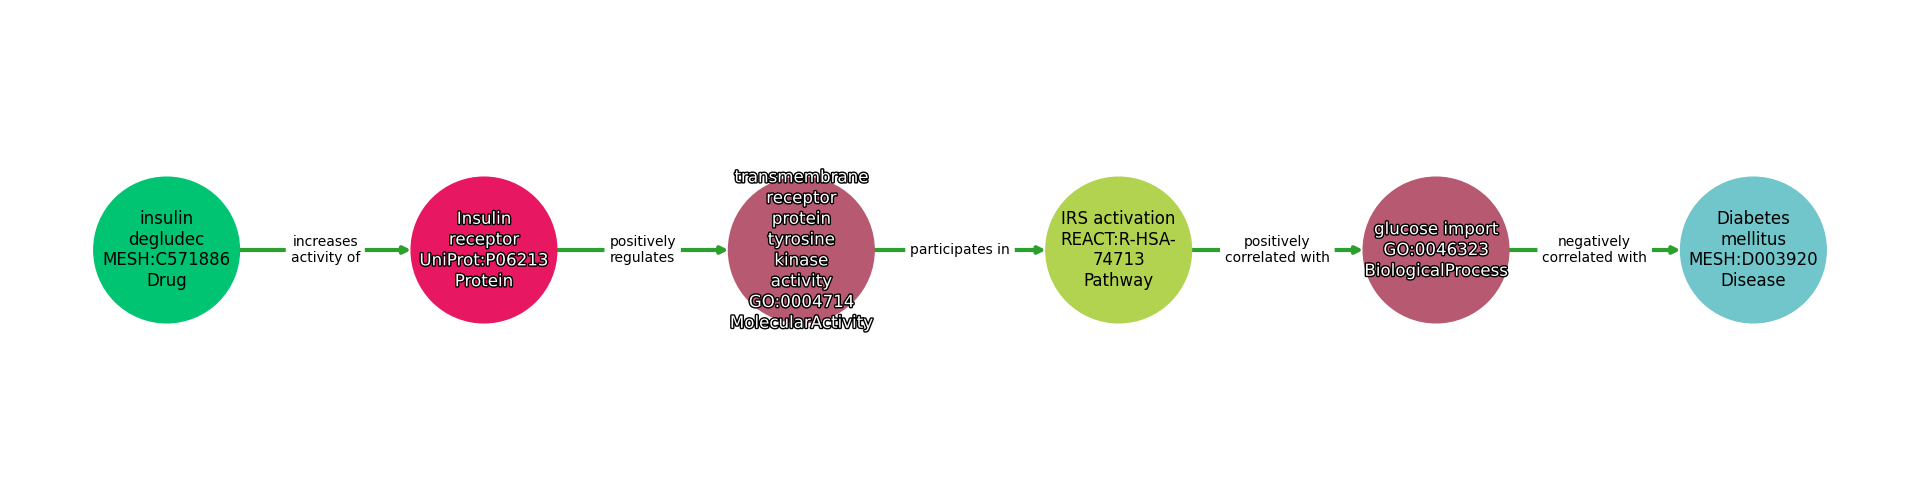 insulin
degludec
MESH:C571886
Drug
increases
activity of
Insulin
receptor
UniProt:P06213
Protein
positively
regulates
transmembrane
receptor
protein
tyrosine
kinase
activity
GO:0004714
MolecularActivity
participates in
IRS activation
REACT:R-HSA-
74713
Pathway
positively
correlated with
glucose import
GO:0046323
BiologicalProcess
negatively
correlated with
Diabetes
mellitus
MESH:D003920
Disease